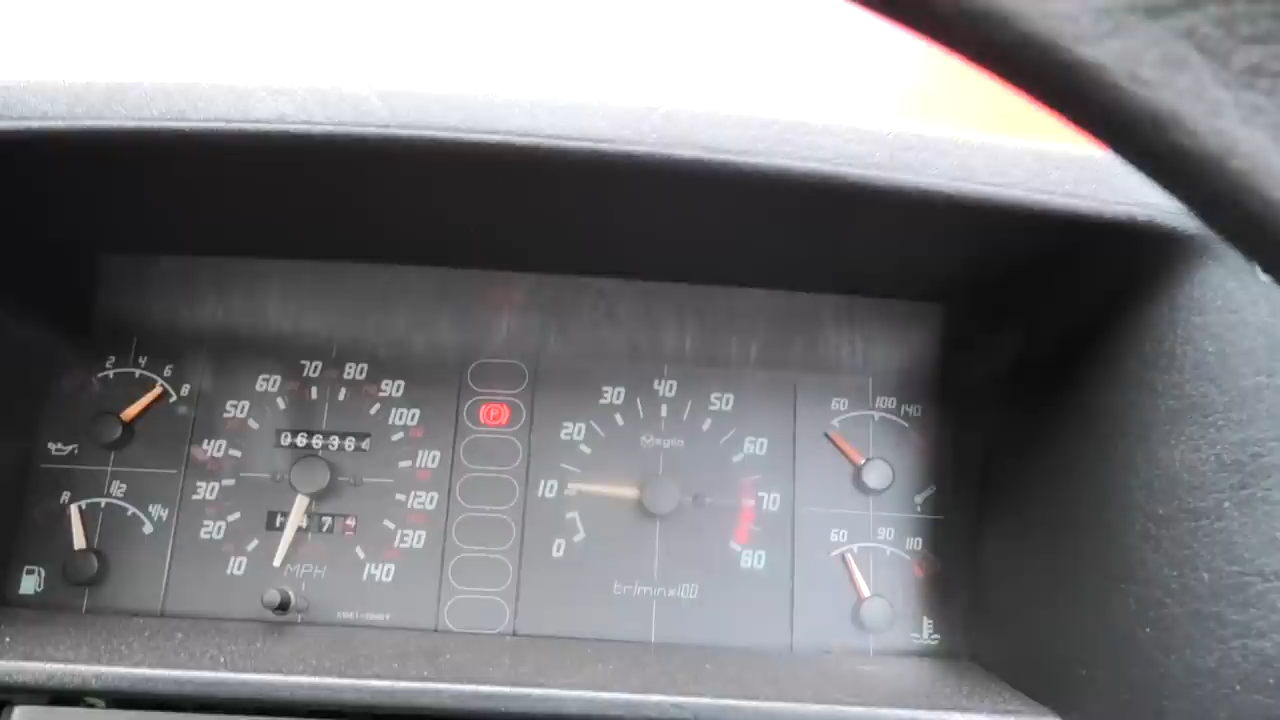 2 4 6 8
R 1/2 4/4
10 20 30 40 50 60 70 80 90 100 110 120 130 140
066364
MPH
P
0 10 20 30 40 50 60 70 80
Veglia
tr/min×100
60 100 140
60 90 110